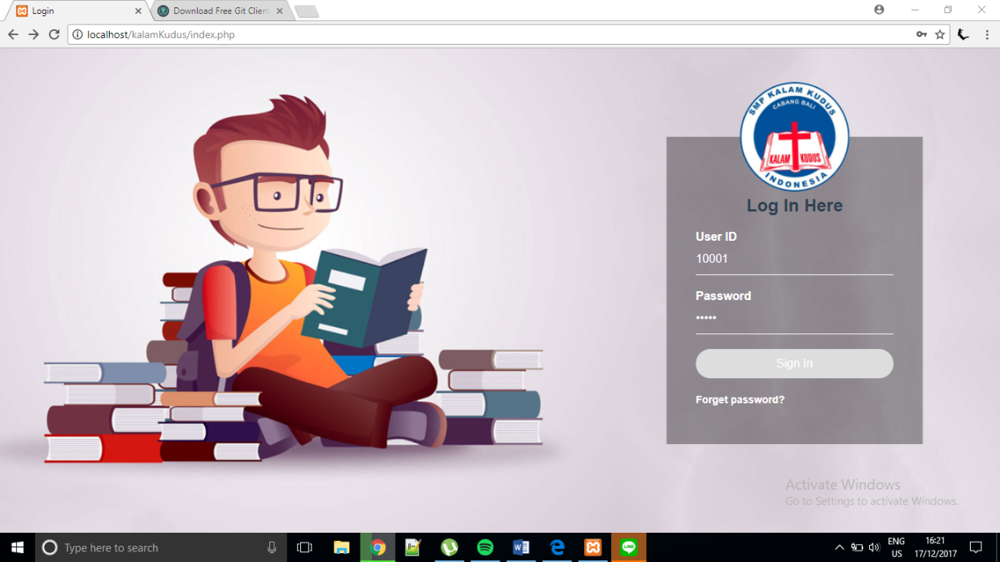 Login
Download Free Git Client
localhost/kalamKudus/index.php
SMP KALAM KUDUS
CABANG BALI
KALAM KUDUS
INDONESIA
Log In Here
User ID
10001
Password
•••••
Sign In
Forget password?
Activate Windows
Go to Settings to activate Windows.
Type here to search
ENG
US
16:21
17/12/2017
LINE